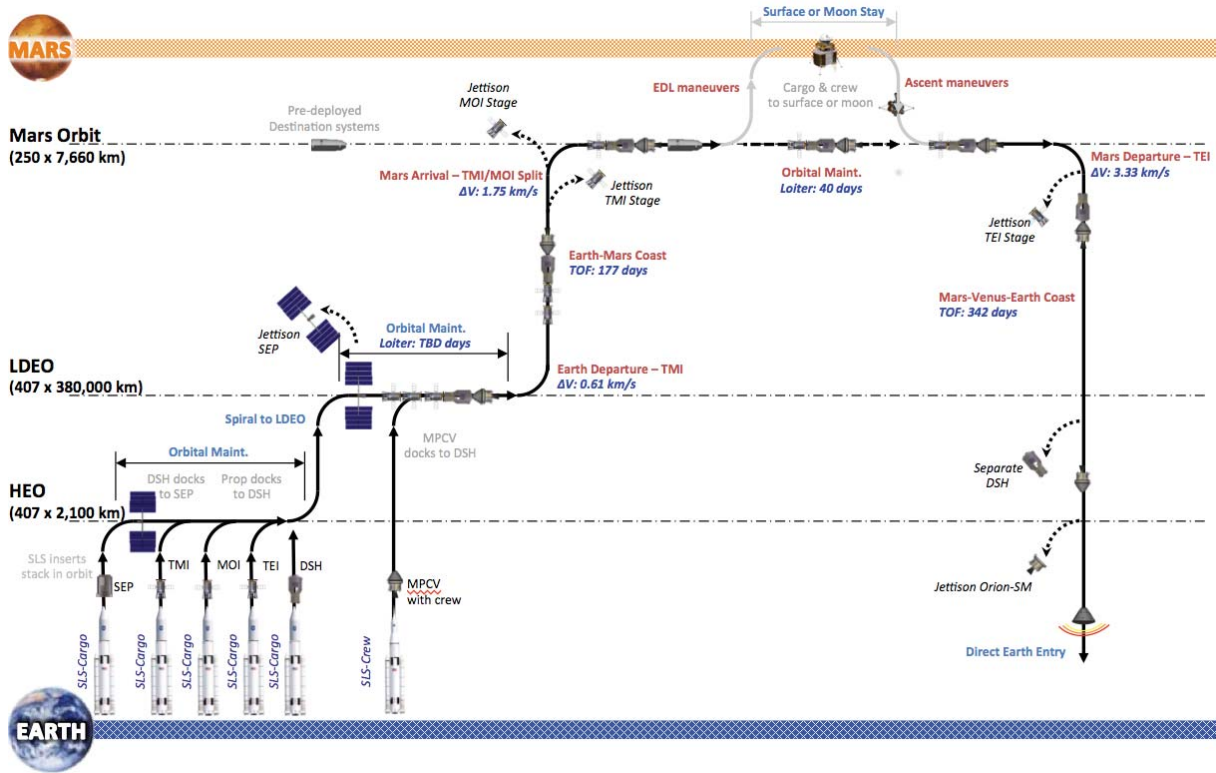 Surface or Moon Stay
MARS
EDL maneuvers
Cargo & crew
to surface or moon
Ascent maneuvers
Jettison
MOI Stage
Pre-deployed
Destination systems
Mars Orbit
(250 x 7,660 km)
Mars Arrival – TMI/MOI Split
ΔV: 1.75 km/s
Jettison
TMI Stage
Orbital Maint.
Loiter: 40 days
Mars Departure – TEI
ΔV: 3.33 km/s
Jettison
TEI Stage
Earth-Mars Coast
TOF: 177 days
Mars-Venus-Earth Coast
TOF: 342 days
Jettison
SEP
Orbital Maint.
Loiter: TBD days
LDEO
(407 x 380,000 km)
Earth Departure – TMI
ΔV: 0.61 km/s
Spiral to LDEO
MPCV
docks to DSH
Orbital Maint.
DSH docks
to SEP
Prop docks
to DSH
Separate
DSH
HEO
(407 x 2,100 km)
SLS inserts
stack in orbit
SEP
TMI
MOI
TEI
DSH
MPCV
with crew
Jettison Orion-SM
SLS-Cargo
SLS-Cargo
SLS-Cargo
SLS-Cargo
SLS-Cargo
SLS-Crew
Direct Earth Entry
EARTH